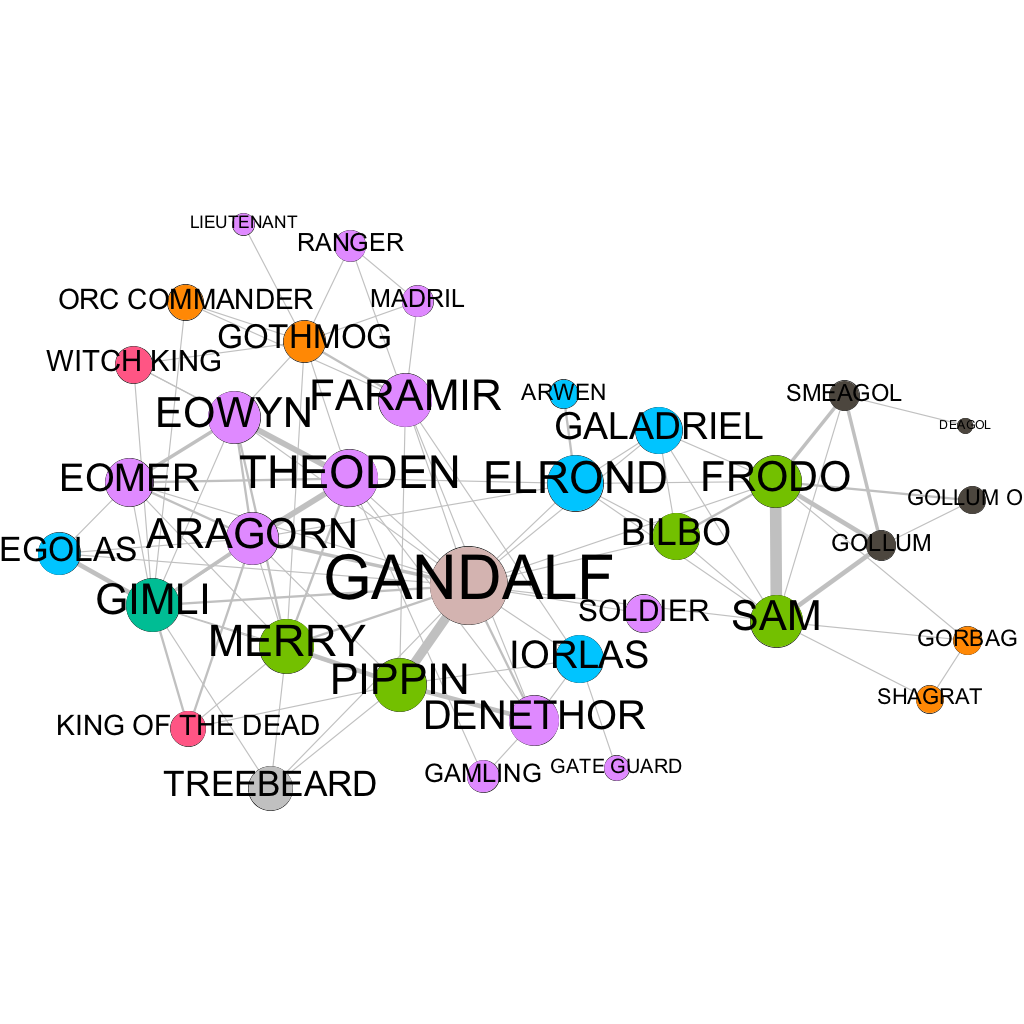 LIEUTENANT
RANGER
ORC COMMANDER
MADRIL
GOTHMOG
WITCH KING
EOWYN
FARAMIR
ARWEN
SMEAGOL
GALADRIEL
DEAGOL
EOMER
THEODEN
ELROND
FRODO
GOLLUM O
ARAGORN
BILBO
GOLLUM
EGOLAS
GANDALF
GIMLI
SOLDIER
SAM
MERRY
IORLAS
GORBAG
PIPPIN
SHAGRAT
KING OF THE DEAD
DENETHOR
TREEBEARD
GAMLING
GATE GUARD